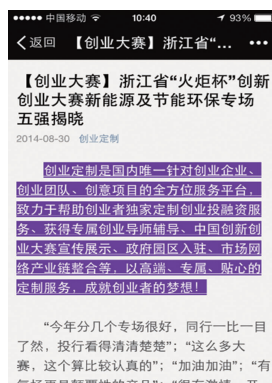 中国移动 10:40 93%
返回 【创业大赛】浙江省“...
【创业大赛】浙江省“火炬杯”创新
创业大赛新能源及节能环保专场
五强揭晓
2014-08-30 创业定制
创业定制是国内唯一针对创业企业、
创业团队、创意项目的全方位服务平台，
致力于帮助创业者独家定制创业投融资服
务、获得专属创业导师辅导、中国创新创
业大赛宣传展示、政府园区入驻、市场网
络产业链整合等，以高端、专属、贴心的
定制服务，成就创业者的梦想！
“今年分几个专场很好，同行一比一目
了然，投行看得清清楚楚”；“这么多大
赛，这个算比较认真的”；“加油加油”；“有